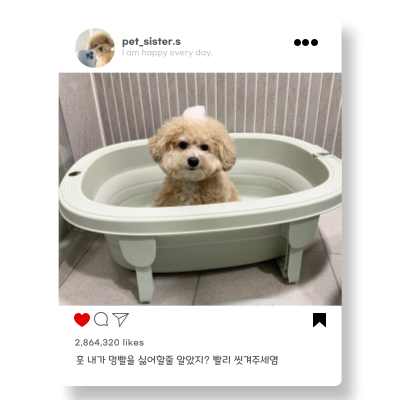 pet_sister.s
I am happy every day.
2,864,320 likes
훗 내가 멍빨을 싫어할줄 알았지? 빨리 씻겨주세염